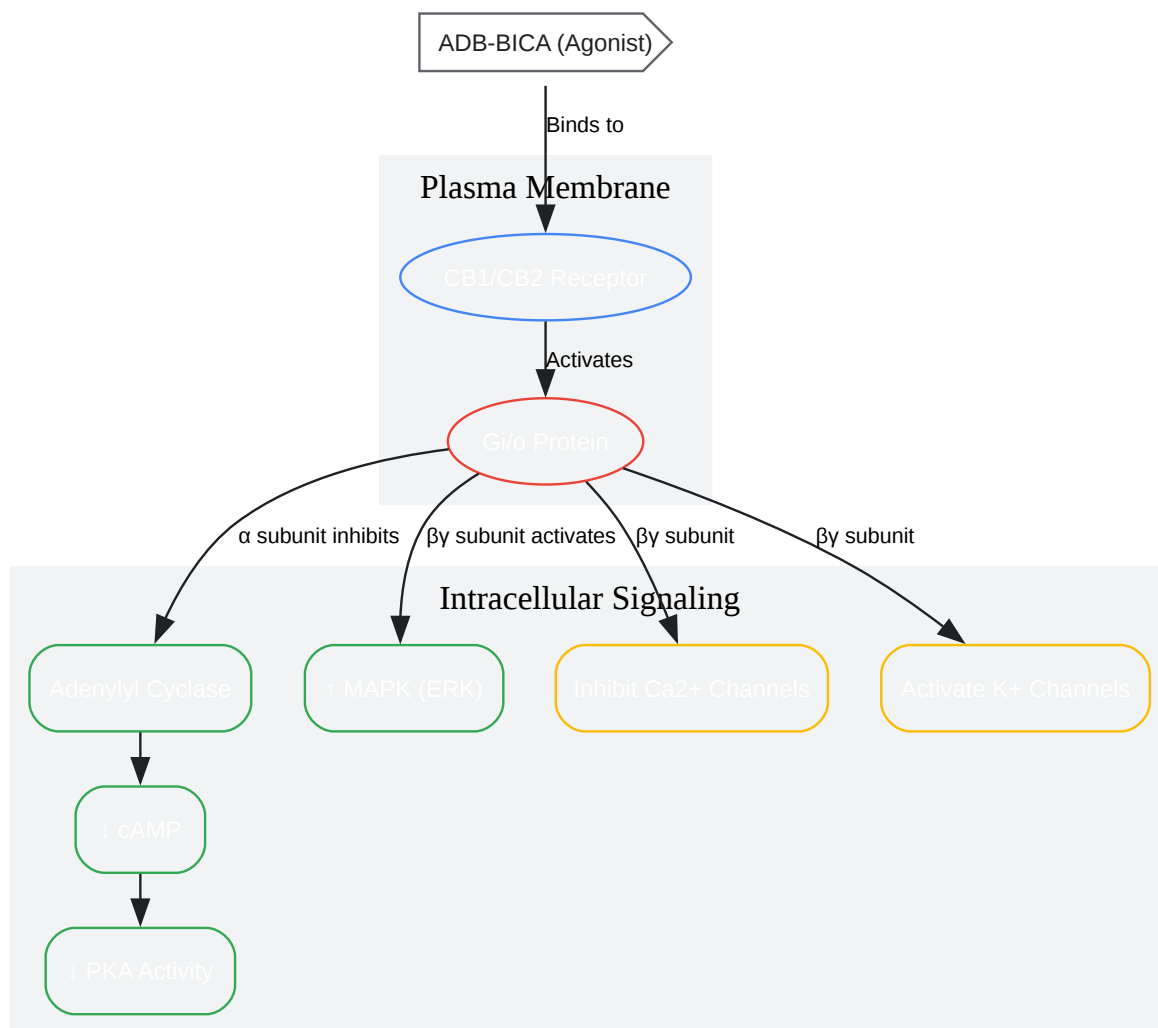 ADB-BICA (Agonist)
Binds to
Plasma Membrane
CB1/CB2 Receptor
Activates
Gi/o Protein
α subunit inhibits
βγ subunit activates
βγ subunit
βγ subunit
Intracellular Signaling
Adenylyl Cyclase
↑ MAPK (ERK)
Inhibit Ca2+ Channels
Activate K+ Channels
↓ cAMP
↓ PKA Activity